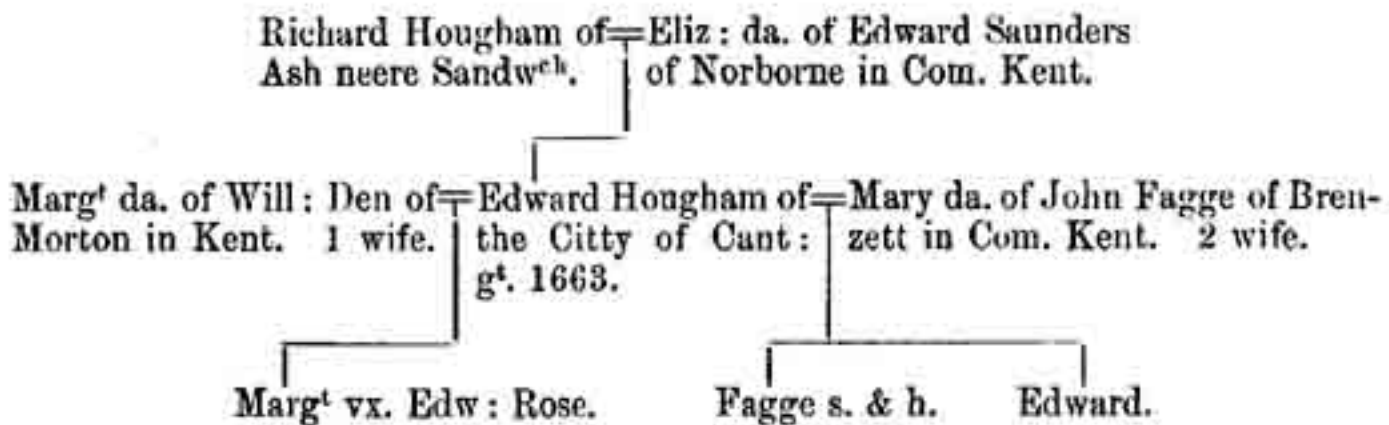 Richard Hougham of=Eliz : da. of Edward Saunders
Ash neere Sandwᶜʰ. of Norborne in Com. Kent.
Margᵗ da. of Will : Den of=Edward Hougham of=Mary da. of John Fagge of Bren-
Morton in Kent. 1 wife. the Citty of Cant : zett in Com. Kent. 2 wife.
gᵗ. 1663.
Margᵗ vx. Edw : Rose. Fagge s. & h. Edward.